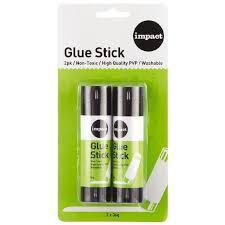 impact
Glue Stick
2pk / Non-Toxic / High Quality PVP / Washable
impact
Glue
Stick
impact
Glue
Stick
2 x 36g